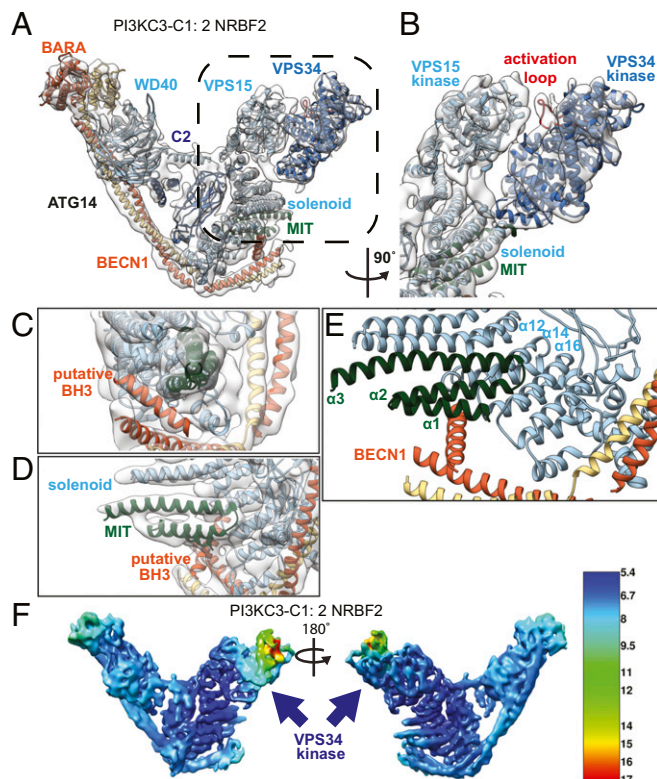 A
PI3KC3-C1: 2 NRBF2
BARA
WD40
VPS15
VPS34
C2
ATG14
solenoid
MIT
BECN1
90°
B
VPS15
kinase
activation
loop
VPS34
kinase
solenoid
MIT
C
putative
BH3
D
solenoid
MIT
putative
BH3
E
α12
α14
α16
α3
α2
α1
BECN1
F
PI3KC3-C1: 2 NRBF2
180°
VPS34
kinase
5.4
6.7
8
9.5
11
12
14
15
16
17